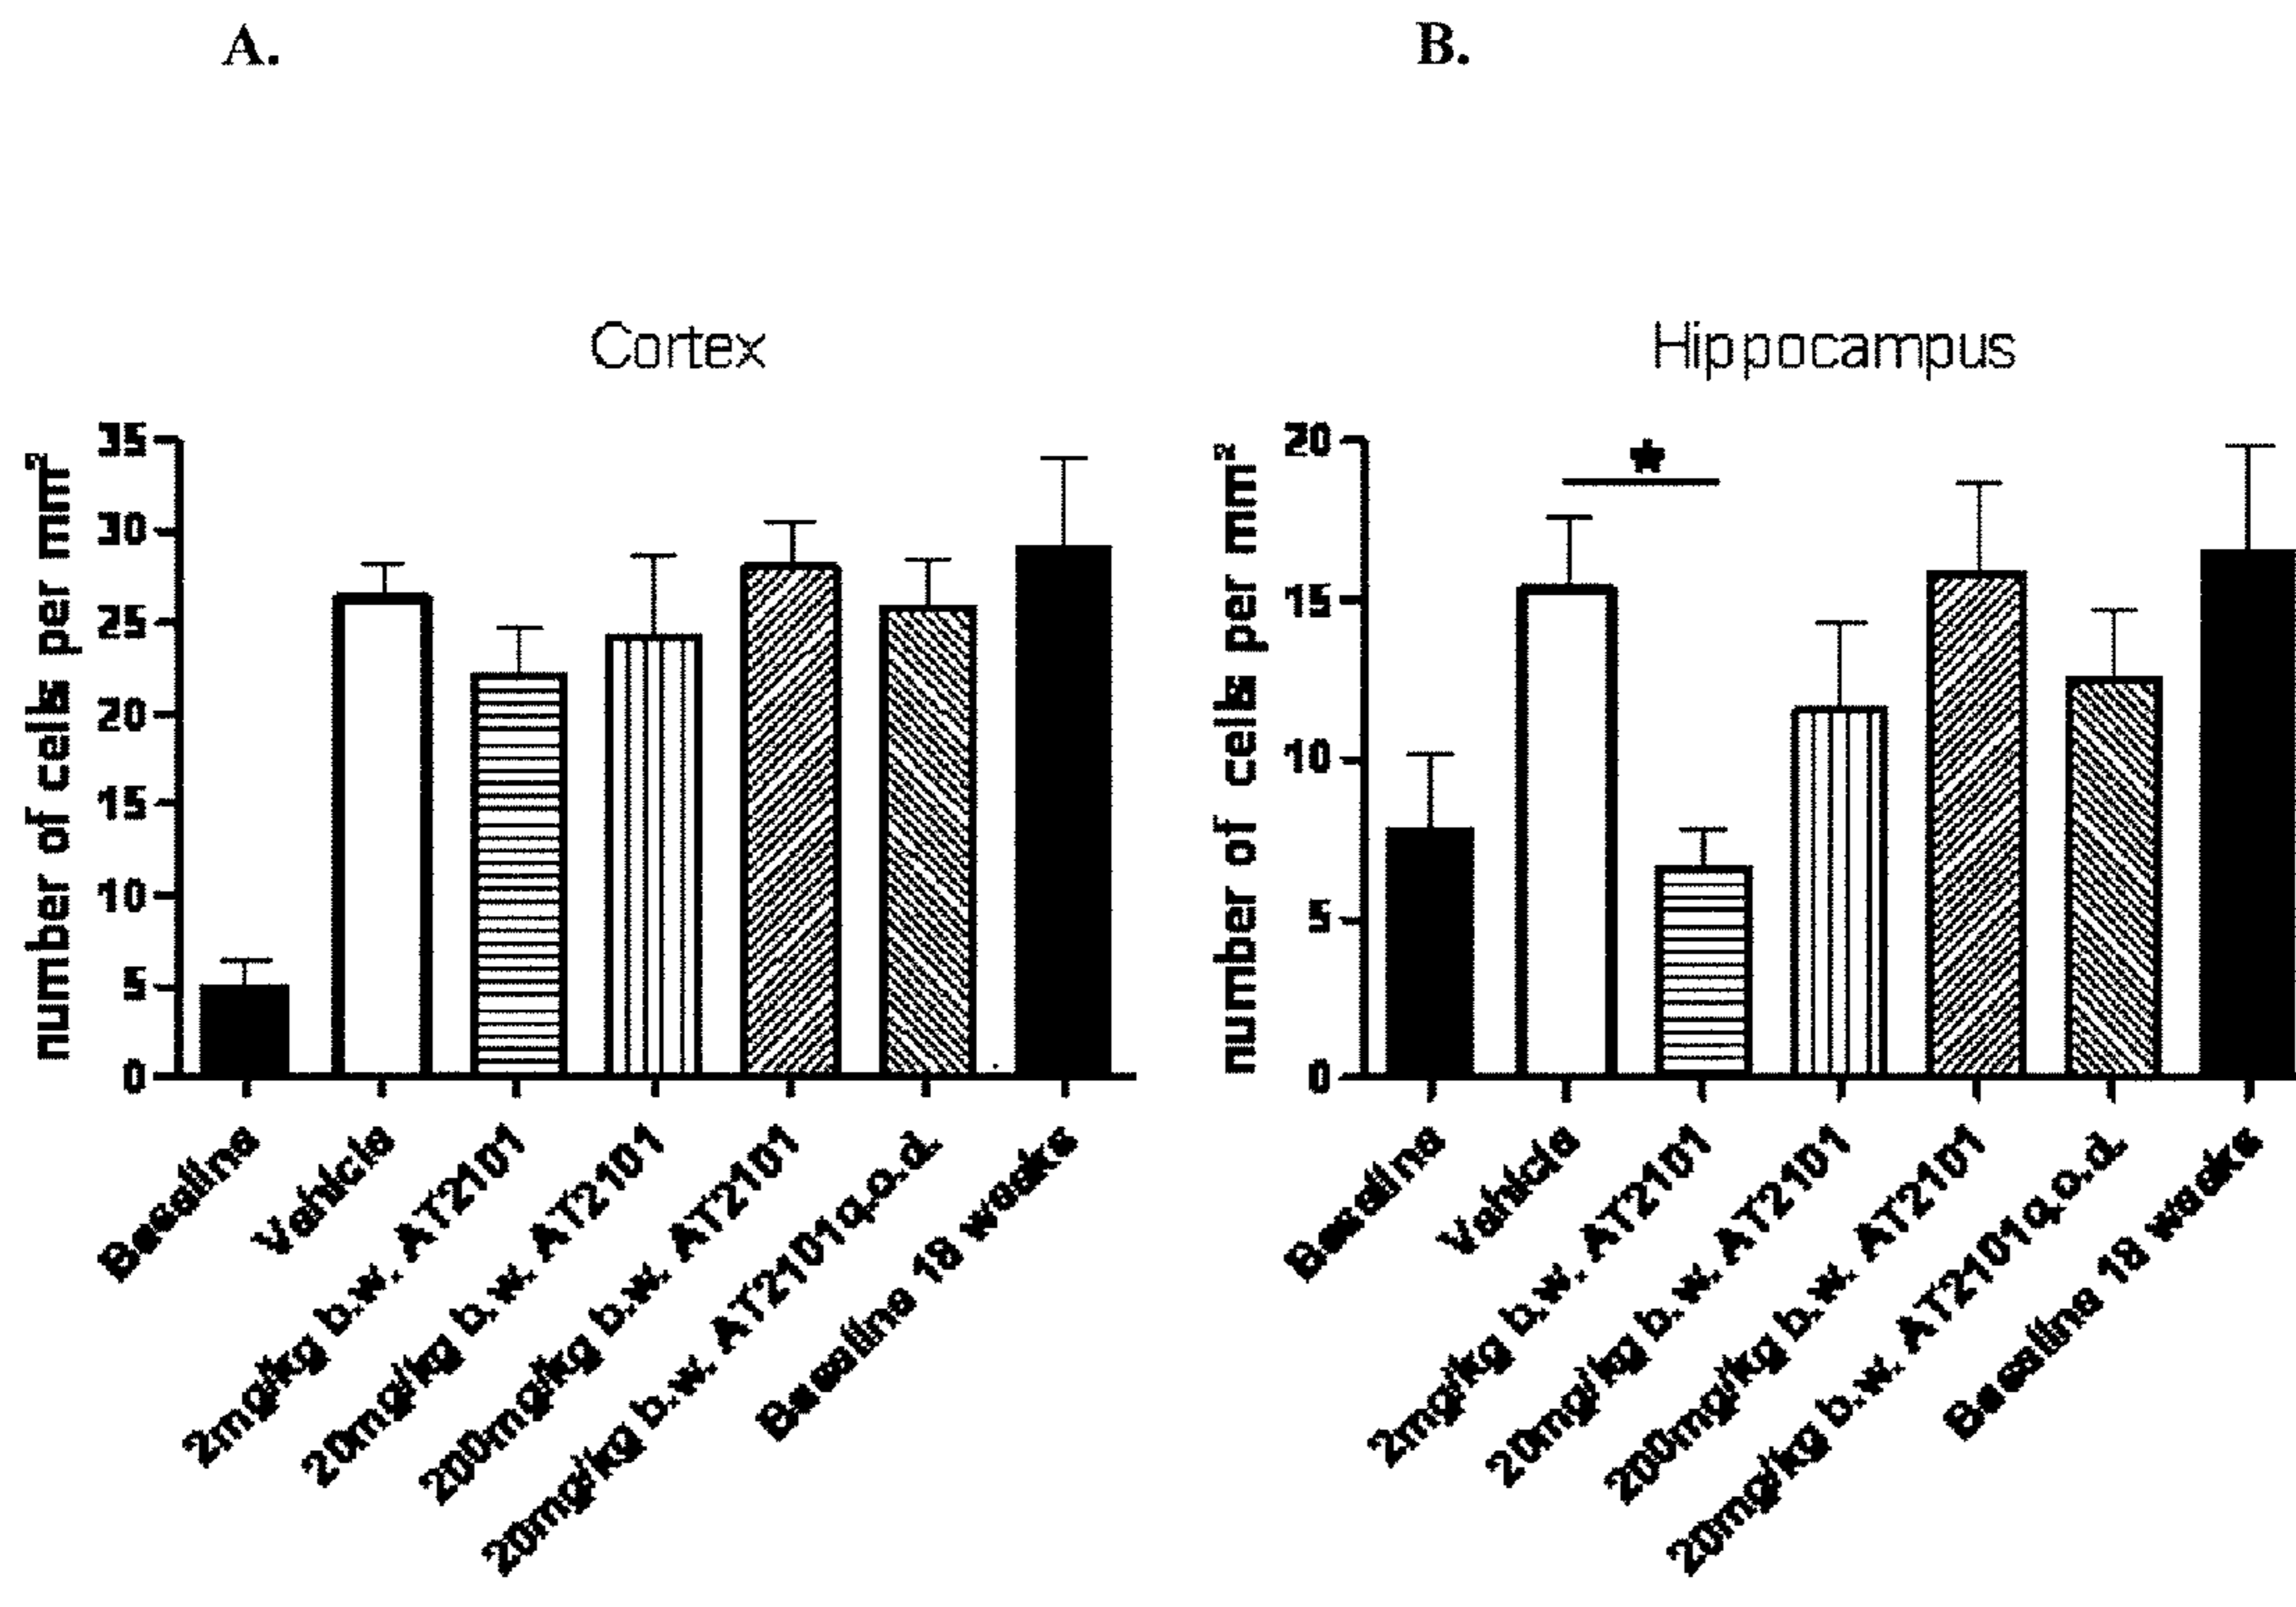 A.
Cortex
number of cells per mm²
35
30
25
20
15
10
5
0
Baseline
Vehicle
2mg/kg b.w. AT2101
20mg/kg b.w. AT2101
200mg/kg b.w. AT2101
20mg/kg b.w. AT2101q.o.d.
Baseline 18 weeks
B.
Hippocampus
*
number of cells per mm²
20
15
10
5
0
Baseline
Vehicle
2mg/kg b.w. AT2101
20mg/kg b.w. AT2101
200mg/kg b.w. AT2101
20mg/kg b.w. AT2101q.o.d.
Baseline 18 weeks